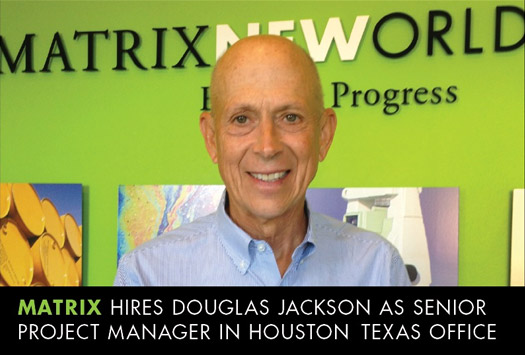 MATRIXNEWORLD
Progress
MATRIX HIRES DOUGLAS JACKSON AS SENIOR
PROJECT MANAGER IN HOUSTON TEXAS OFFICE